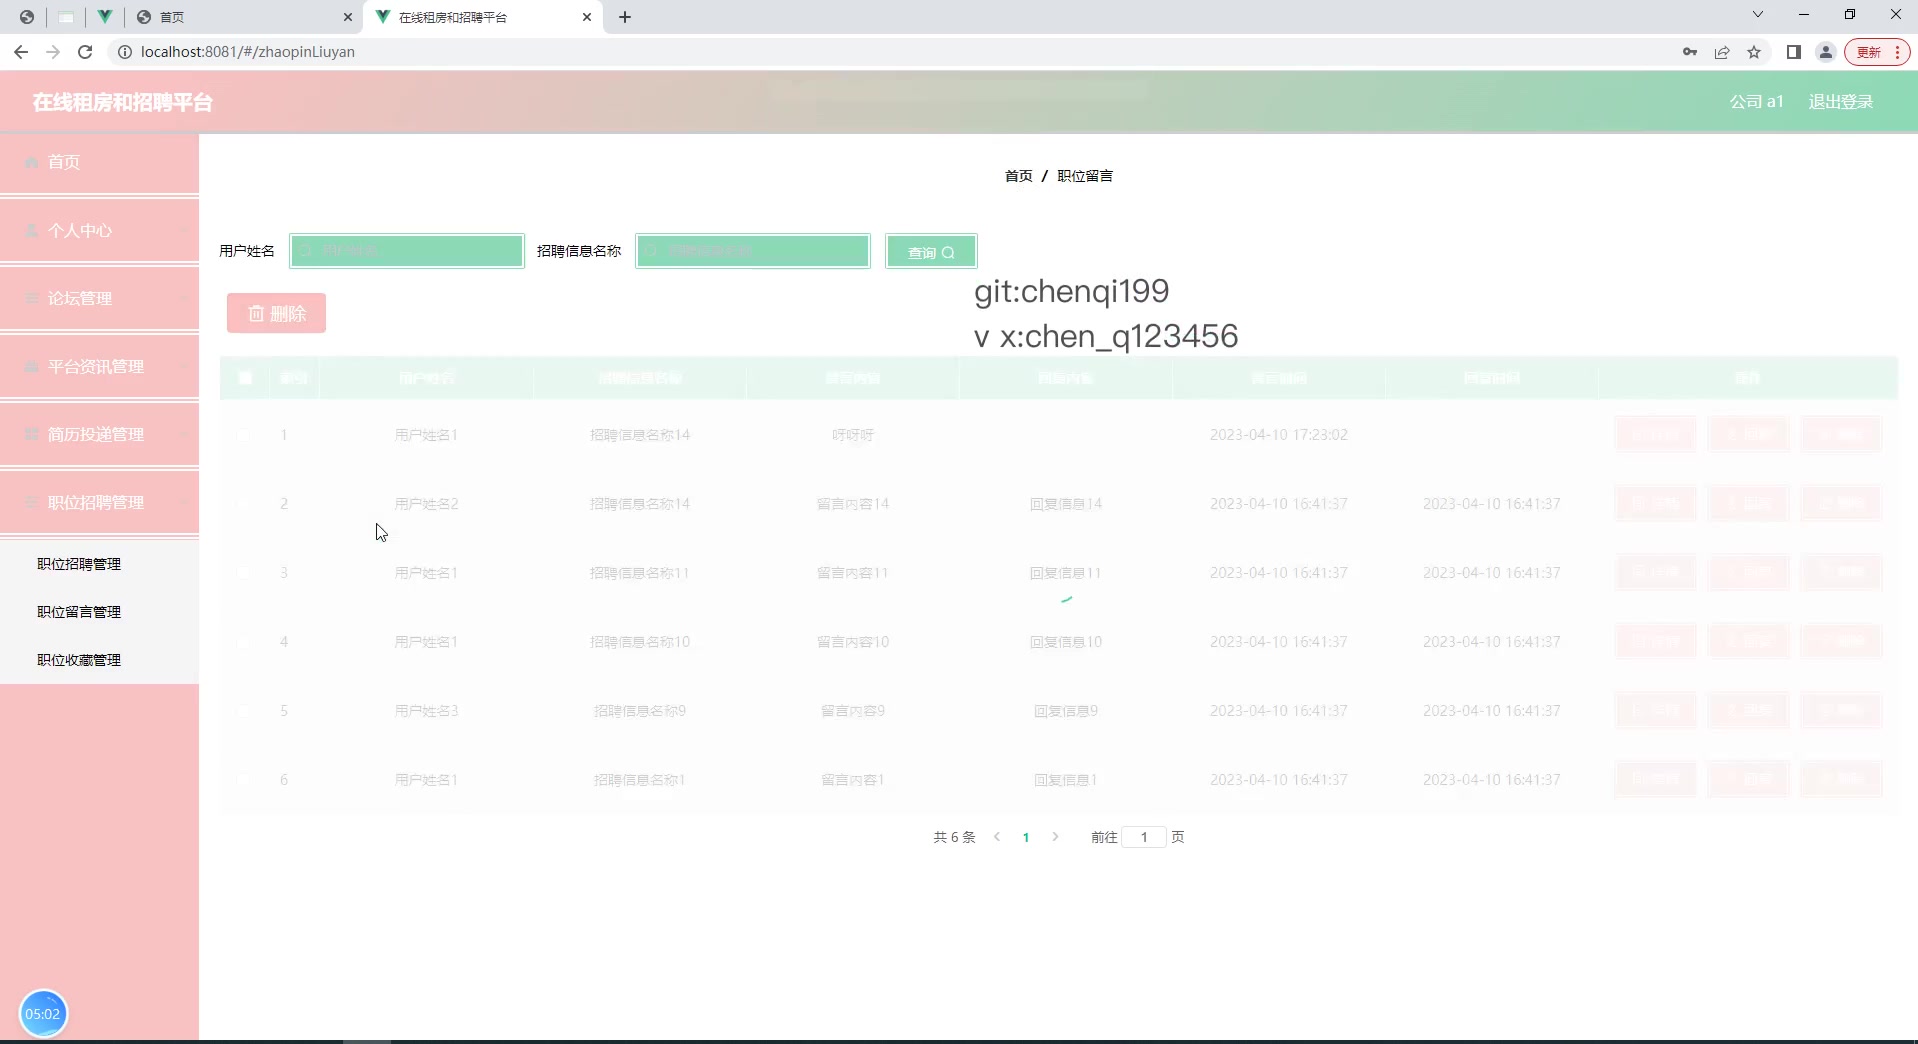 首页
在线租房和招聘平台
localhost:8081/#/zhaopinLiuyan
更新
在线租房和招聘平台
公司 a1
退出登录
首页
个人中心
论坛管理
平台资讯管理
简历投递管理
职位招聘管理
职位招聘管理
职位留言管理
职位收藏管理
首页 / 职位留言
用户姓名
招聘信息名称
查询
删除
git:chenqi199
v x:chen_q123456
1 用户姓名1 招聘信息名称14 呀呀呀 2023-04-10 17:23:02
2 用户姓名2 招聘信息名称14 留言内容14 回复信息14 2023-04-10 16:41:37 2023-04-10 16:41:37
3 用户姓名1 招聘信息名称11 留言内容11 回复信息11 2023-04-10 16:41:37 2023-04-10 16:41:37
4 用户姓名1 招聘信息名称10 留言内容10 回复信息10 2023-04-10 16:41:37 2023-04-10 16:41:37
5 用户姓名3 招聘信息名称9 留言内容9 回复信息9 2023-04-10 16:41:37 2023-04-10 16:41:37
6 用户姓名1 招聘信息名称1 留言内容1 回复信息1 2023-04-10 16:41:37 2023-04-10 16:41:37
共 6 条 1 前往 1 页
05:02